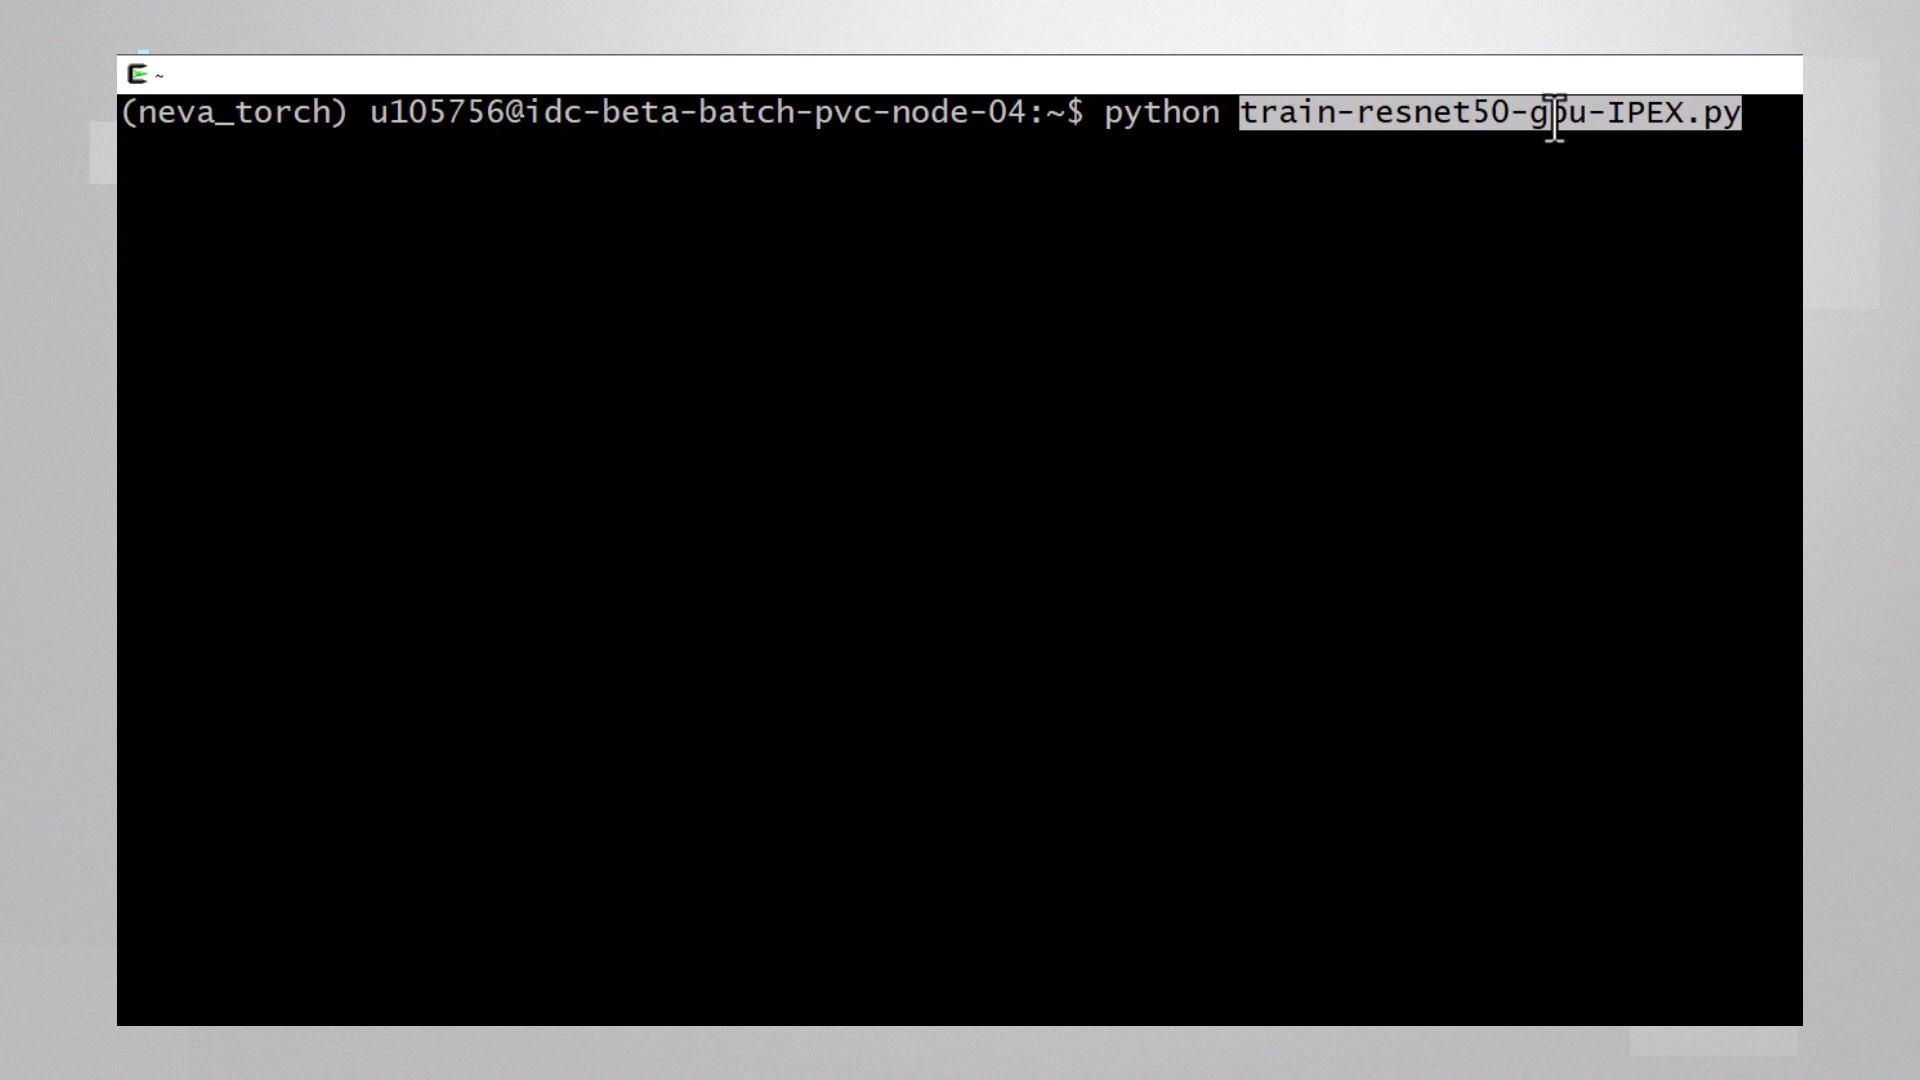 ~
(neva_torch) u105756@idc-beta-batch-pvc-node-04:~$ python train-resnet50-gpu-IPEX.py